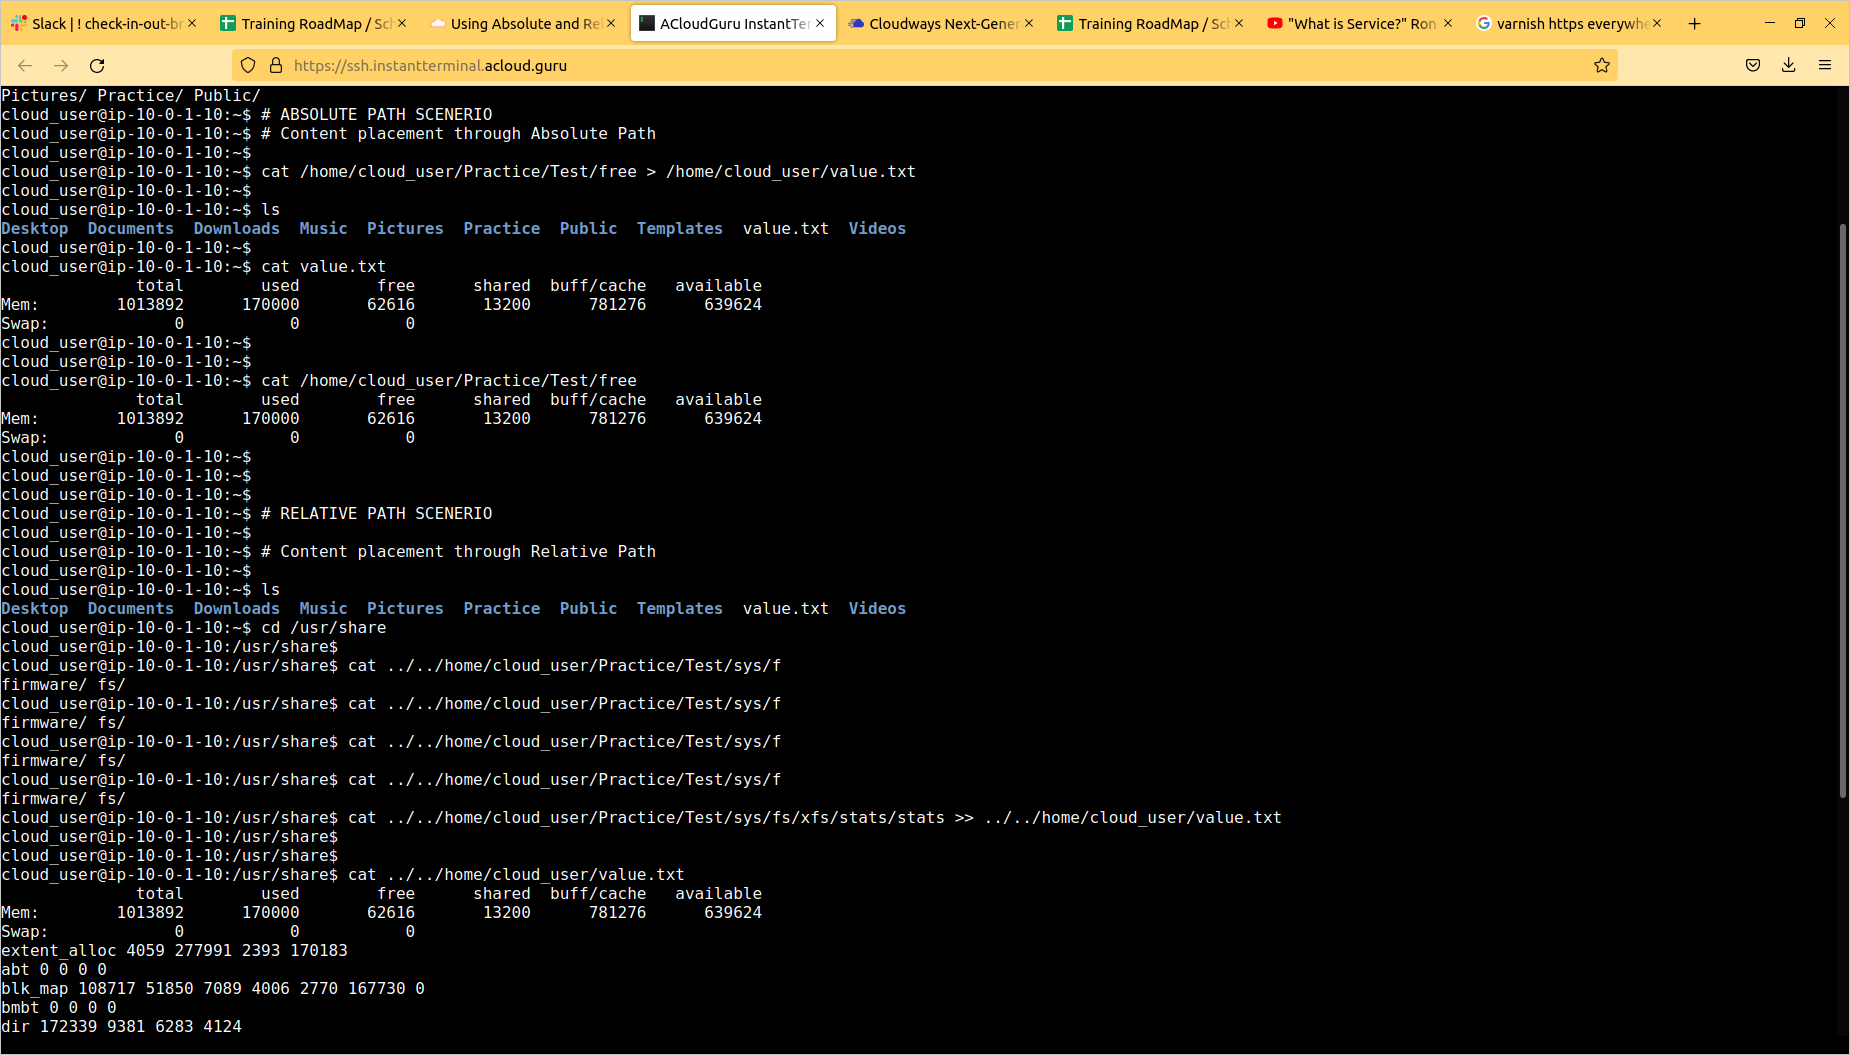 Slack | ! check-in-out-br
Training RoadMap / Sch
Using Absolute and Rel
ACloudGuru InstantTer
Cloudways Next-Gener
Training RoadMap / Sch
"What is Service?" Ron
varnish https everywhe
https://ssh.instantterminal.acloud.guru
Pictures/ Practice/ Public/
cloud_user@ip-10-0-1-10:~$ # ABSOLUTE PATH SCENERIO
cloud_user@ip-10-0-1-10:~$ # Content placement through Absolute Path
cloud_user@ip-10-0-1-10:~$
cloud_user@ip-10-0-1-10:~$ cat /home/cloud_user/Practice/Test/free > /home/cloud_user/value.txt
cloud_user@ip-10-0-1-10:~$
cloud_user@ip-10-0-1-10:~$ ls
Desktop  Documents  Downloads  Music  Pictures  Practice  Public  Templates  value.txt  Videos
cloud_user@ip-10-0-1-10:~$
cloud_user@ip-10-0-1-10:~$ cat value.txt
              total        used        free      shared  buff/cache   available
Mem:        1013892      170000       62616       13200      781276      639624
Swap:             0           0           0
cloud_user@ip-10-0-1-10:~$
cloud_user@ip-10-0-1-10:~$
cloud_user@ip-10-0-1-10:~$ cat /home/cloud_user/Practice/Test/free
              total        used        free      shared  buff/cache   available
Mem:        1013892      170000       62616       13200      781276      639624
Swap:             0           0           0
cloud_user@ip-10-0-1-10:~$
cloud_user@ip-10-0-1-10:~$
cloud_user@ip-10-0-1-10:~$
cloud_user@ip-10-0-1-10:~$ # RELATIVE PATH SCENERIO
cloud_user@ip-10-0-1-10:~$
cloud_user@ip-10-0-1-10:~$ # Content placement through Relative Path
cloud_user@ip-10-0-1-10:~$
cloud_user@ip-10-0-1-10:~$ ls
Desktop  Documents  Downloads  Music  Pictures  Practice  Public  Templates  value.txt  Videos
cloud_user@ip-10-0-1-10:~$ cd /usr/share
cloud_user@ip-10-0-1-10:/usr/share$
cloud_user@ip-10-0-1-10:/usr/share$ cat ../../home/cloud_user/Practice/Test/sys/f
firmware/ fs/
cloud_user@ip-10-0-1-10:/usr/share$ cat ../../home/cloud_user/Practice/Test/sys/f
firmware/ fs/
cloud_user@ip-10-0-1-10:/usr/share$ cat ../../home/cloud_user/Practice/Test/sys/f
firmware/ fs/
cloud_user@ip-10-0-1-10:/usr/share$ cat ../../home/cloud_user/Practice/Test/sys/f
firmware/ fs/
cloud_user@ip-10-0-1-10:/usr/share$ cat ../../home/cloud_user/Practice/Test/sys/fs/xfs/stats/stats >> ../../home/cloud_user/value.txt
cloud_user@ip-10-0-1-10:/usr/share$
cloud_user@ip-10-0-1-10:/usr/share$
cloud_user@ip-10-0-1-10:/usr/share$ cat ../../home/cloud_user/value.txt
              total        used        free      shared  buff/cache   available
Mem:        1013892      170000       62616       13200      781276      639624
Swap:             0           0           0
extent_alloc 4059 277991 2393 170183
abt 0 0 0 0
blk_map 108717 51850 7089 4006 2770 167730 0
bmbt 0 0 0 0
dir 172339 9381 6283 4124